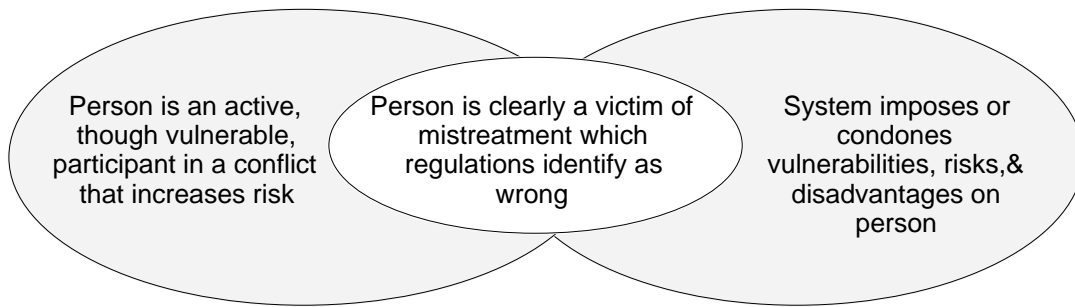 Person is an active,
though vulnerable,
participant in a conflict
that increases risk
Person is clearly a victim of
mistreatment which
regulations identify as
wrong
System imposes or
condones
vulnerabilities, risks,&
disadvantages on
person